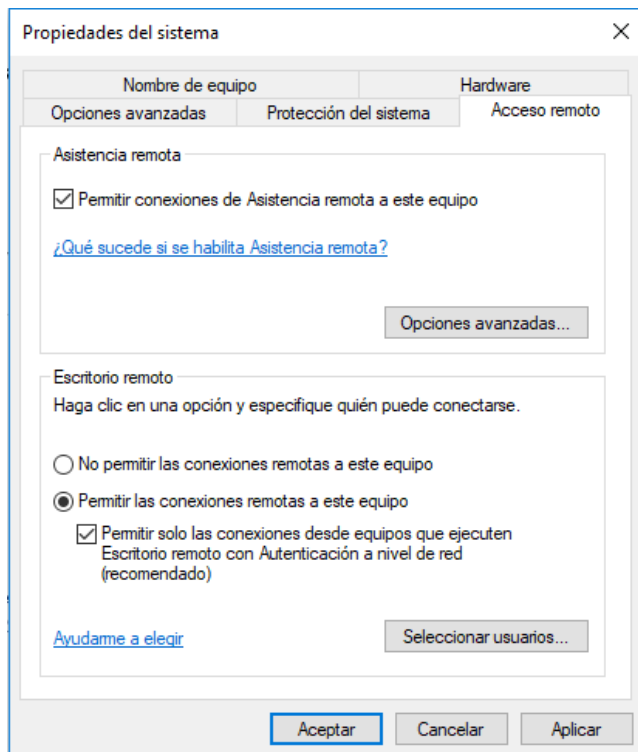 Propiedades del sistema
Nombre de equipo
Hardware
Opciones avanzadas
Protección del sistema
Acceso remoto
Asistencia remota
Permitir conexiones de Asistencia remota a este equipo
¿Qué sucede si se habilita Asistencia remota?
Opciones avanzadas...
Escritorio remoto
Haga clic en una opción y especifique quién puede conectarse.
No permitir las conexiones remotas a este equipo
Permitir las conexiones remotas a este equipo
Permitir solo las conexiones desde equipos que ejecuten
Escritorio remoto con Autenticación a nivel de red
(recomendado)
Ayudarme a elegir
Seleccionar usuarios...
Aceptar
Cancelar
Aplicar